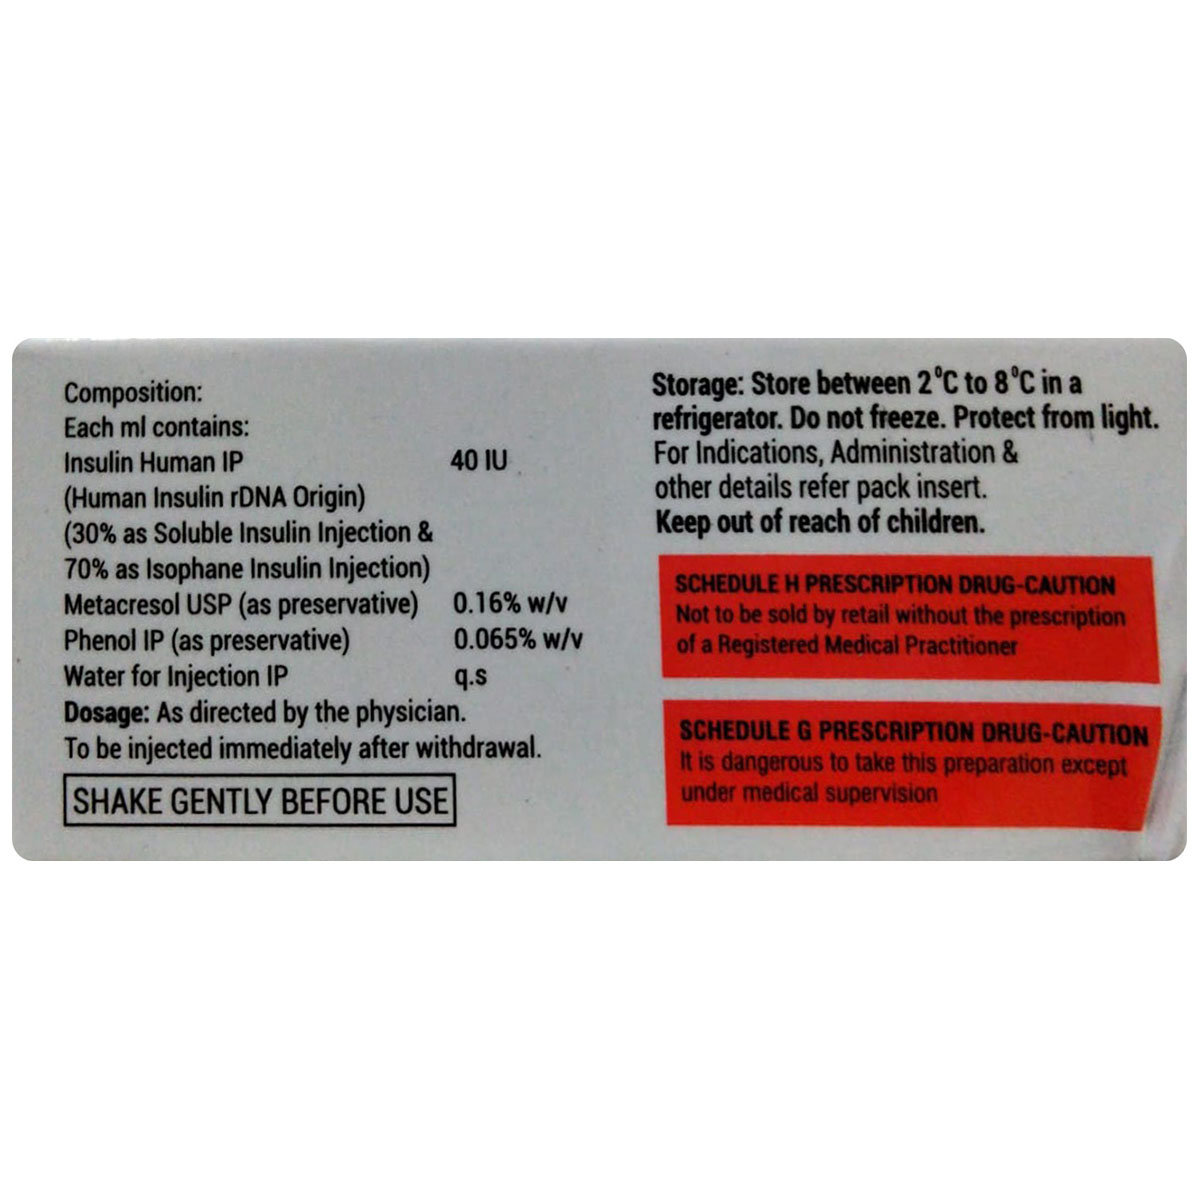 Composition:
Each ml contains:
Insulin Human IP 40 IU
(Human Insulin rDNA Origin)
(30% as Soluble Insulin Injection &
70% as Isophane Insulin Injection)
Metacresol USP (as preservative) 0.16% w/v
Phenol IP (as preservative) 0.065% w/v
Water for Injection IP q.s
Dosage: As directed by the physician.
To be injected immediately after withdrawal.
SHAKE GENTLY BEFORE USE
Storage: Store between 2°C to 8°C in a
refrigerator. Do not freeze. Protect from light.
For Indications, Administration &
other details refer pack insert.
Keep out of reach of children.
SCHEDULE H PRESCRIPTION DRUG-CAUTION
Not to be sold by retail without the prescription
of a Registered Medical Practitioner
SCHEDULE G PRESCRIPTION DRUG-CAUTION
It is dangerous to take this preparation except
under medical supervision